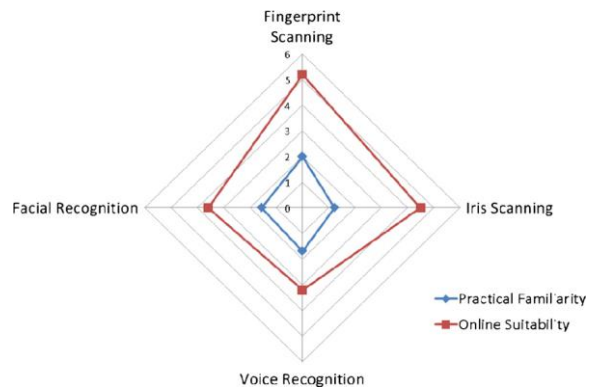 Fingerprint
Scanning
6
5
4
3
2
1
0
Facial Recognition
Iris Scanning
Practical Familiarity
Online Suitability
Voice Recognition